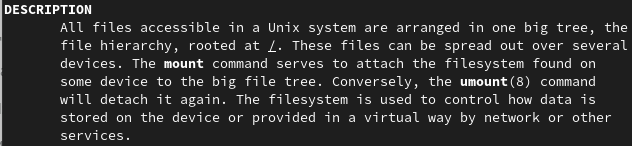 DESCRIPTION
All files accessible in a Unix system are arranged in one big tree, the
file hierarchy, rooted at /. These files can be spread out over several
devices. The mount command serves to attach the filesystem found on
some device to the big file tree. Conversely, the umount(8) command
will detach it again. The filesystem is used to control how data is
stored on the device or provided in a virtual way by network or other
services.